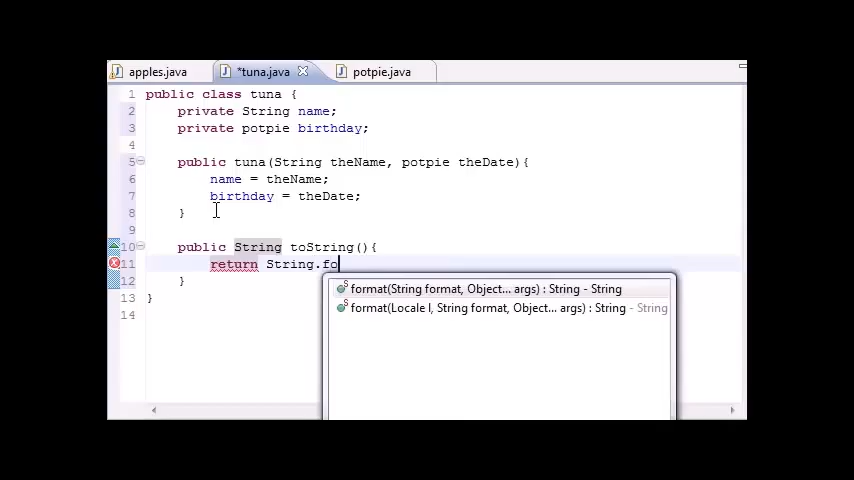 apples.java *tuna.java potpie.java
1 public class tuna {
2 private String name;
3 private potpie birthday;
4
5 public tuna(String theName, potpie theDate){
6 name = theName;
7 birthday = theDate;
8 }
9
10 public String toString(){
11 return String.fo
12 }
13 }
14
format(String format, Object... args) : String - String
format(Locale l, String format, Object... args) : String - String